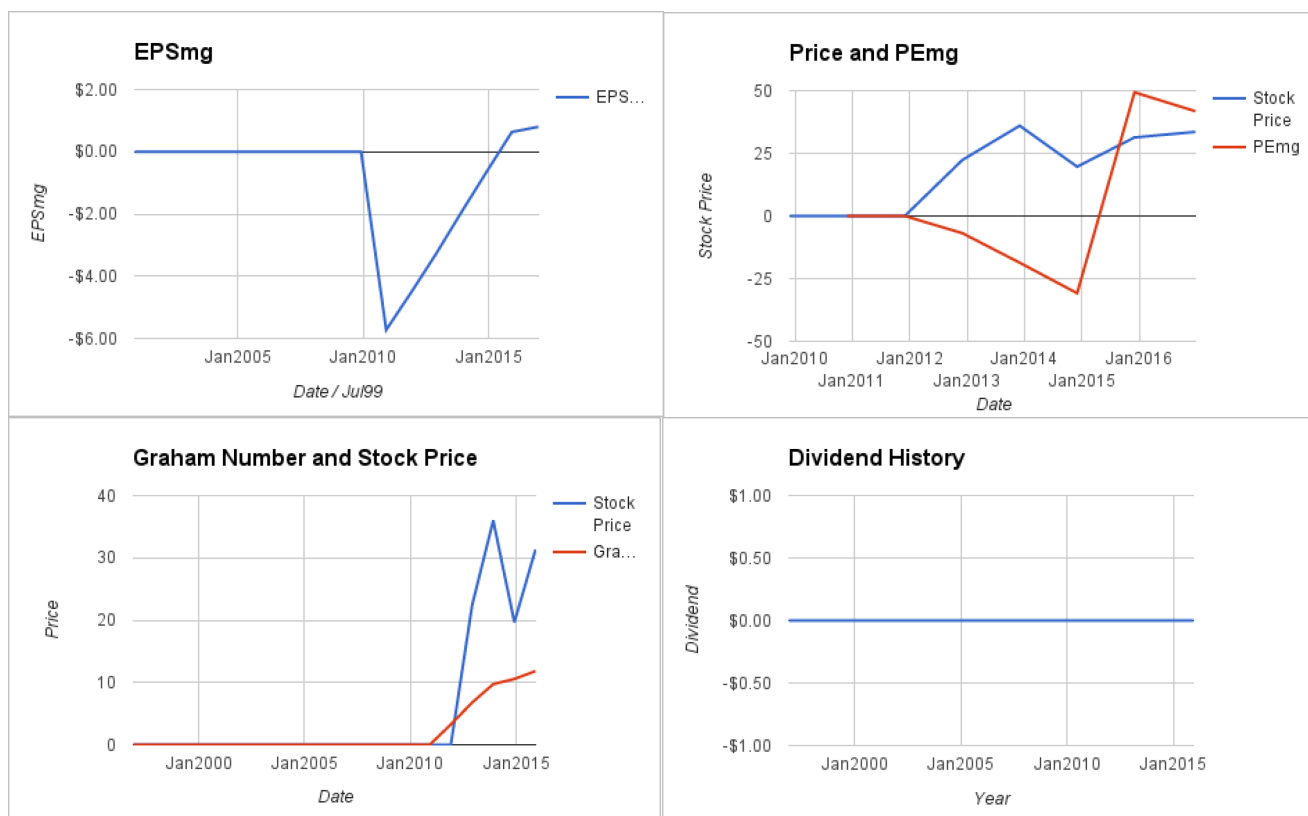 EPSmg
$2.00
$0.00
-$2.00
-$4.00
-$6.00
EPSmg
Jan2005
Jan2010
Jan2015
Date / Jul99
EPS...
Price and PEmg
50
25
0
-25
-50
Stock Price
Jan2010
Jan2011
Jan2012
Jan2013
Jan2014
Jan2015
Jan2016
Date
Stock
Price
PEmg
Graham Number and Stock Price
40
30
20
10
0
Price
Jan2000
Jan2005
Jan2010
Jan2015
Date
Stock
Price
Gra...
Dividend History
$1.00
$0.50
$0.00
-$0.50
-$1.00
Dividend
Jan2000
Jan2005
Jan2010
Jan2015
Year